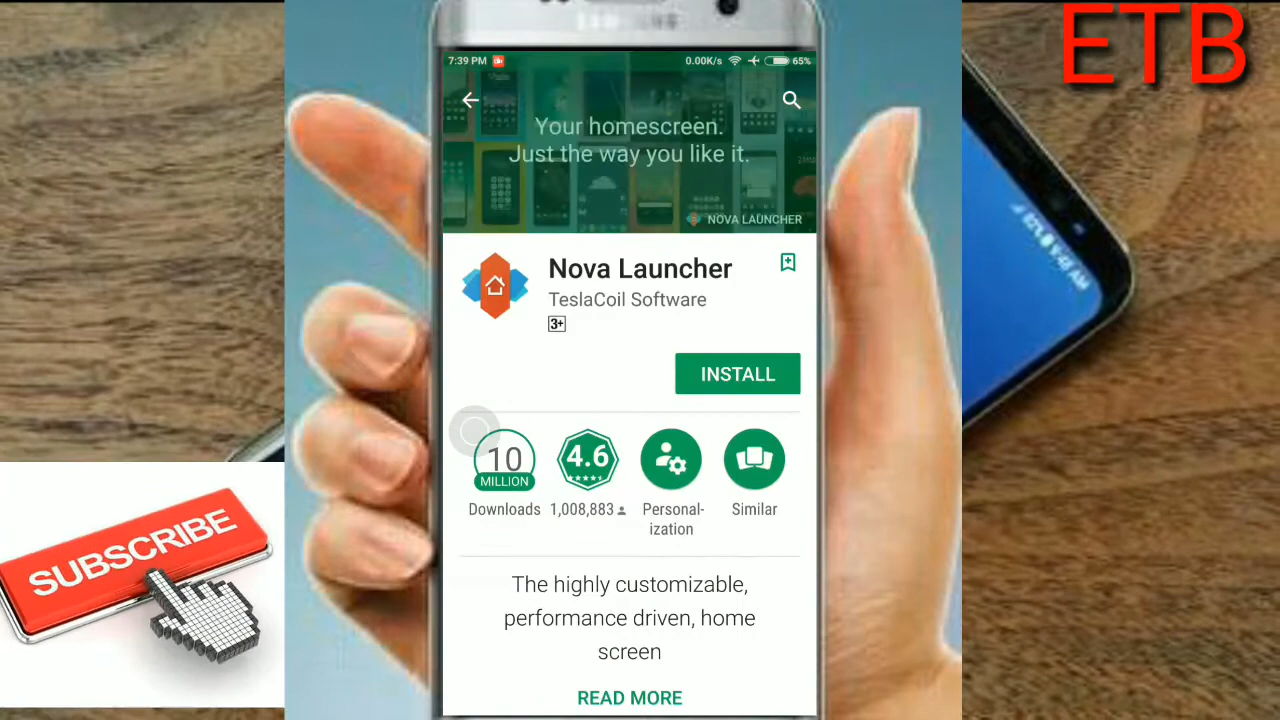 ETB
7:39 PM
0.00K/s
65%
Your homescreen.
Just the way you like it.
NOVA LAUNCHER
Nova Launcher
TeslaCoil Software
3+
INSTALL
10
MILLION
4.6
Downloads
1,008,883
Personal-
ization
Similar
The highly customizable,
performance driven, home
screen
READ MORE
SUBSCRIBE